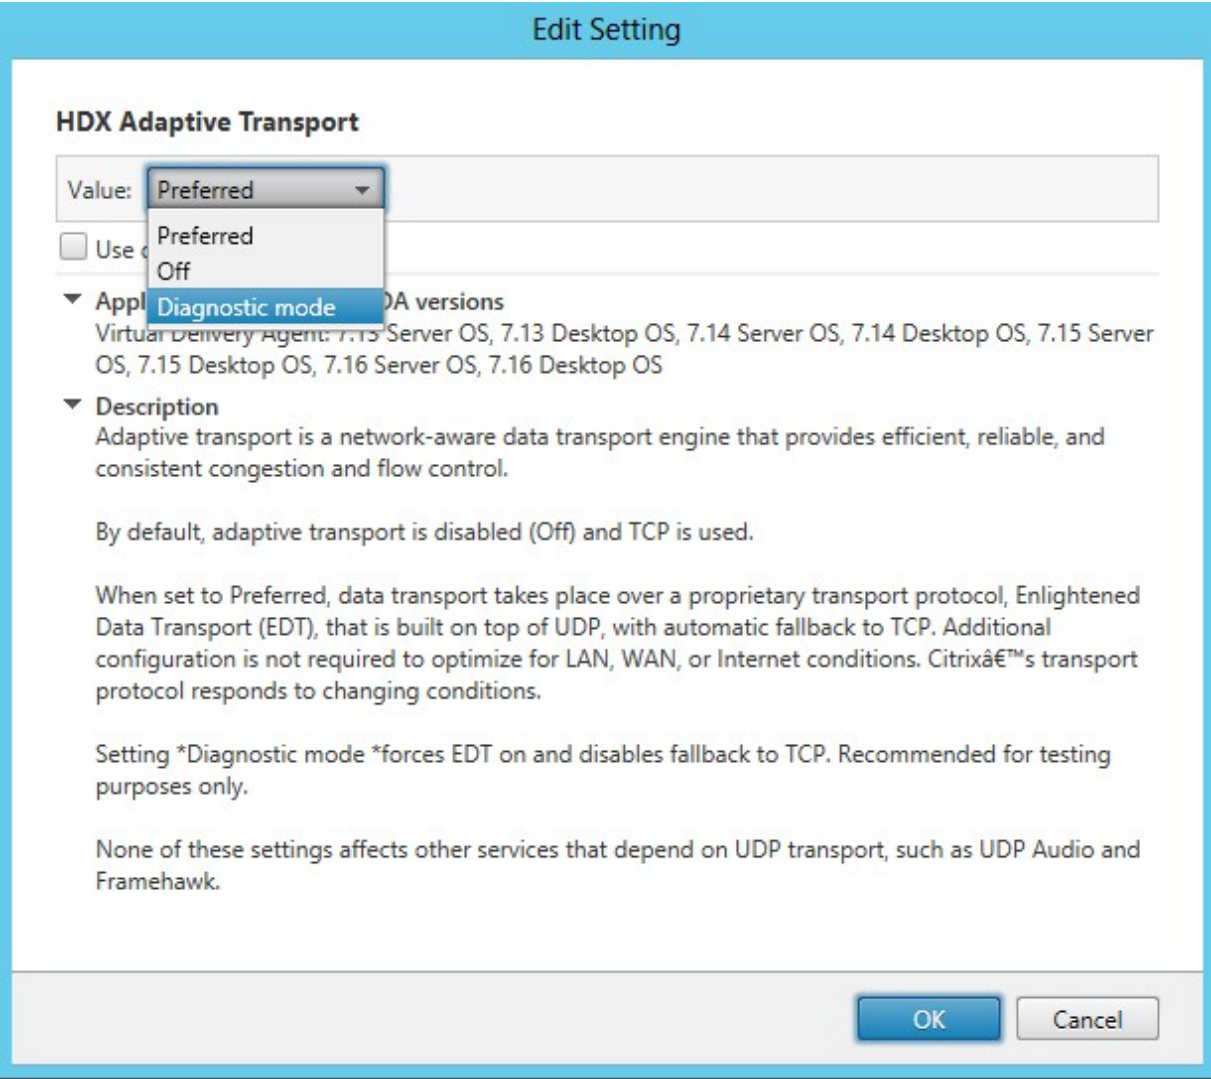 Edit Setting
HDX Adaptive Transport
Value: Preferred
Preferred
Use
Off
Diagnostic mode
versions
Virtual Delivery Agent: 7.13 Server OS, 7.13 Desktop OS, 7.14 Server OS, 7.14 Desktop OS, 7.15 Server
OS, 7.15 Desktop OS, 7.16 Server OS, 7.16 Desktop OS
Description
Adaptive transport is a network-aware data transport engine that provides efficient, reliable, and
consistent congestion and flow control.
By default, adaptive transport is disabled (Off) and TCP is used.
When set to Preferred, data transport takes place over a proprietary transport protocol, Enlightened
Data Transport (EDT), that is built on top of UDP, with automatic fallback to TCP. Additional
configuration is not required to optimize for LAN, WAN, or Internet conditions. Citrixâ€™s transport
protocol responds to changing conditions.
Setting *Diagnostic mode *forces EDT on and disables fallback to TCP. Recommended for testing
purposes only.
None of these settings affects other services that depend on UDP transport, such as UDP Audio and
Framehawk.
OK
Cancel